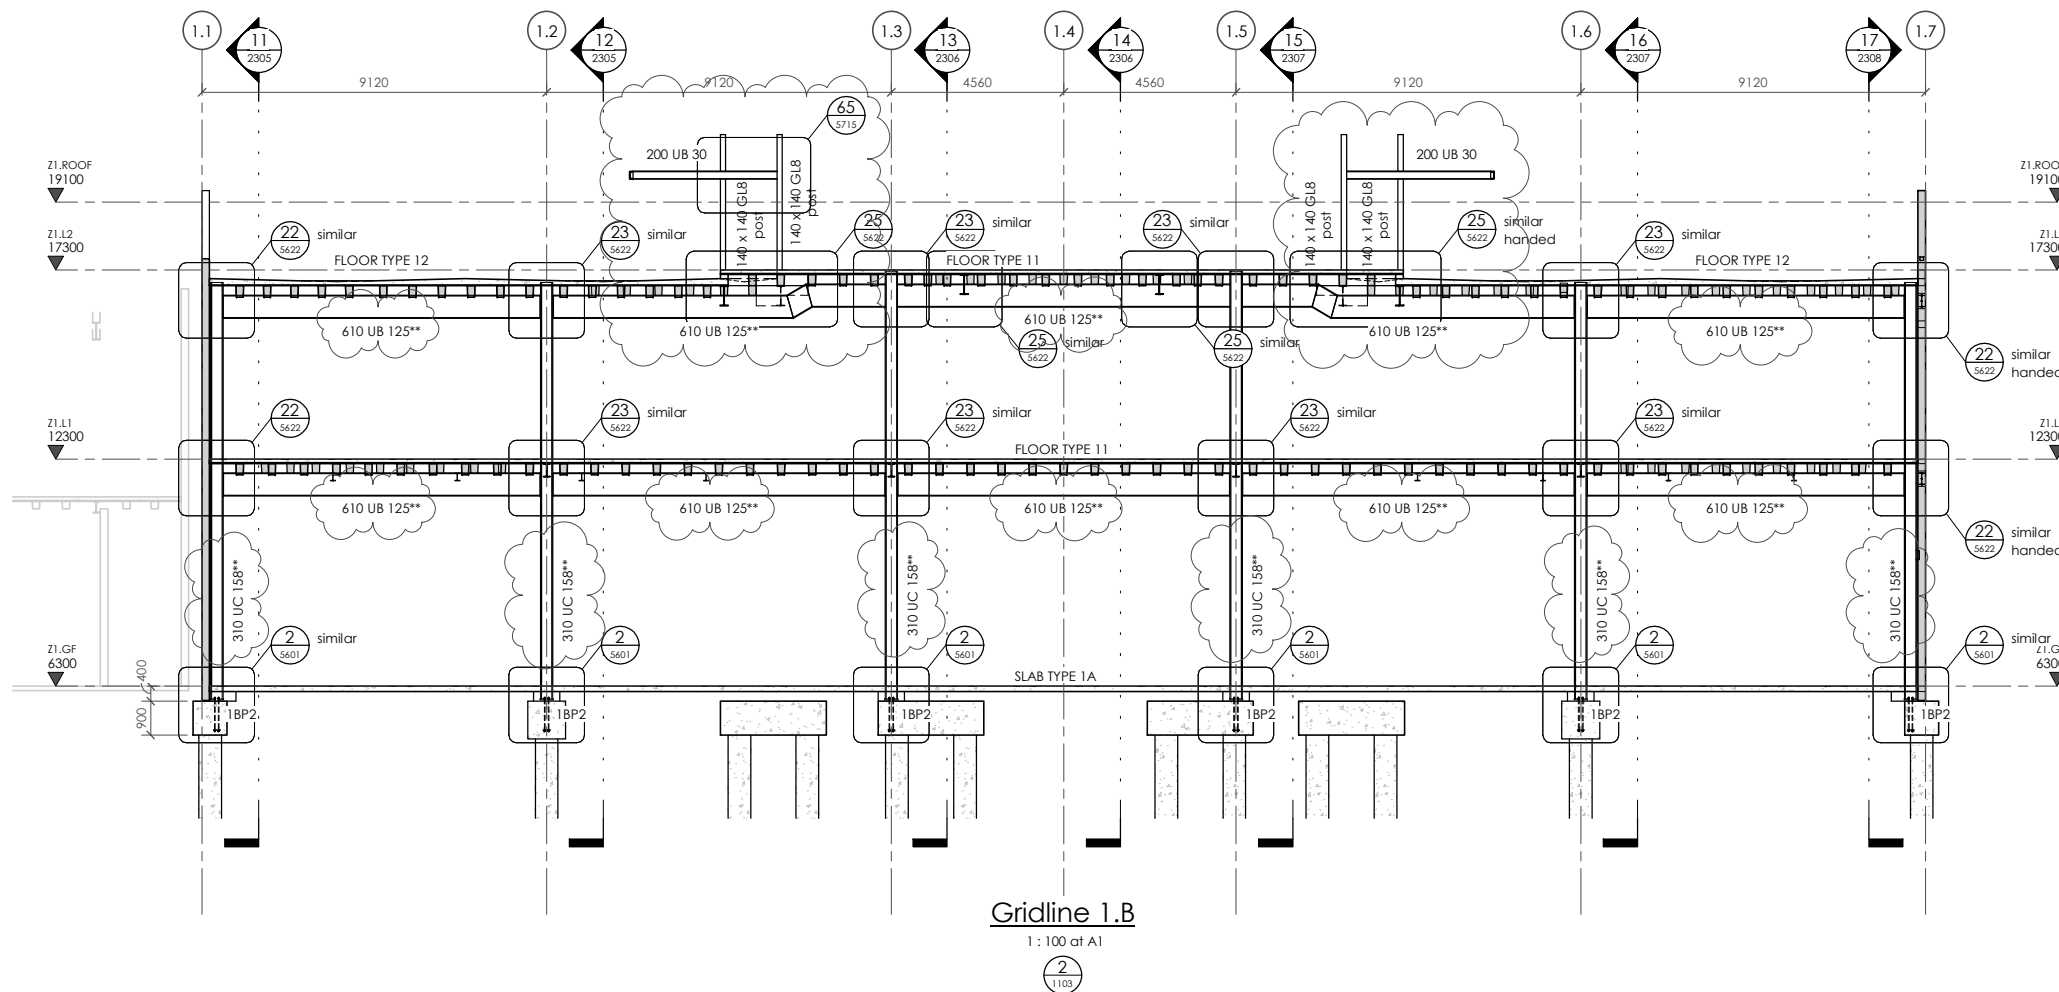 1.1
11
2305
1.2
12
2305
1.3
13
2306
1.4
14
2306
1.5
15
2307
1.6
16
2307
17
2308
1.7
9120
9120
4560
4560
9120
9120
65
5715
200 UB 30
200 UB 30
Z1.ROOF
19100
Z1.ROO
19100
140 x 140 GL8
post
140 x 140 GL8
post
140 x 140 GL8
post
140 x 140 GL8
post
22
5622
similar
23
5622
similar
25
5622
23
5622
similar
23
5622
similar
25
5622
similar
handed
23
5622
similar
Z1.L2
17300
Z1.L
17300
FLOOR TYPE 12
FLOOR TYPE 11
FLOOR TYPE 12
610 UB 125**
610 UB 125**
610 UB 125**
610 UB 125**
610 UB 125**
25
5622
similar
25
5622
similar
22
5622
similar
handed
22
5622
23
5622
similar
23
5622
similar
23
5622
similar
23
5622
similar
Z1.L1
12300
Z1.L
12300
FLOOR TYPE 11
610 UB 125**
610 UB 125**
610 UB 125**
610 UB 125**
610 UB 125**
22
5622
similar
handed
310 UC 158**
310 UC 158**
310 UC 158**
310 UC 158**
310 UC 158**
310 UC 158**
2
5601
similar
2
5601
2
5601
2
5601
2
5601
2
5601
similar
Z1.GF
6300
Z1.G
6300
SLAB TYPE 1A
400
900
1BP2
1BP2
1BP2
1BP2
1BP2
1BP2
Gridline 1.B
1 : 100 at A1
2
1103